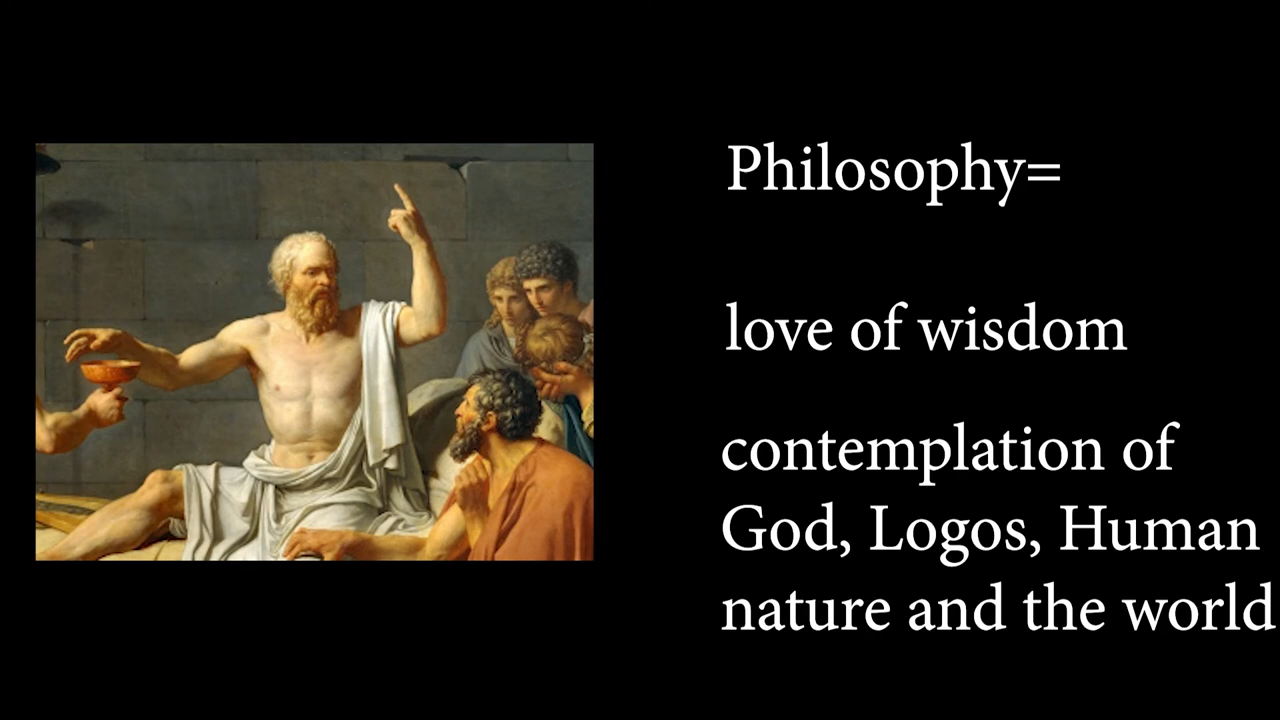 Philosophy=
love of wisdom
contemplation of
God, Logos, Human
nature and the world